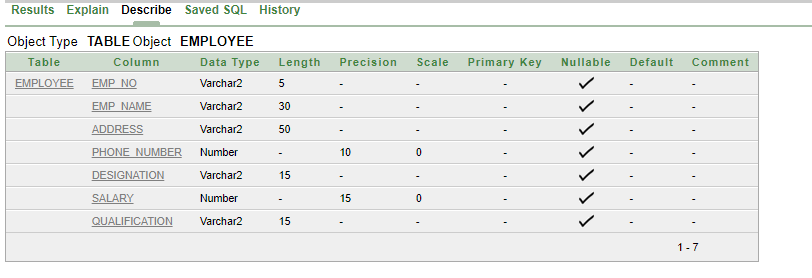 Results Explain Describe Saved SQL History
Object Type TABLE Object EMPLOYEE
Table Column Data Type Length Precision Scale Primary Key Nullable Default Comment
EMPLOYEE EMP_NO Varchar2 5 - - - ✓ - -
EMP_NAME Varchar2 30 - - - ✓ - -
ADDRESS Varchar2 50 - - - ✓ - -
PHONE_NUMBER Number - 10 0 - ✓ - -
DESIGNATION Varchar2 15 - - - ✓ - -
SALARY Number - 15 0 - ✓ - -
QUALIFICATION Varchar2 15 - - - ✓ - -
1 - 7